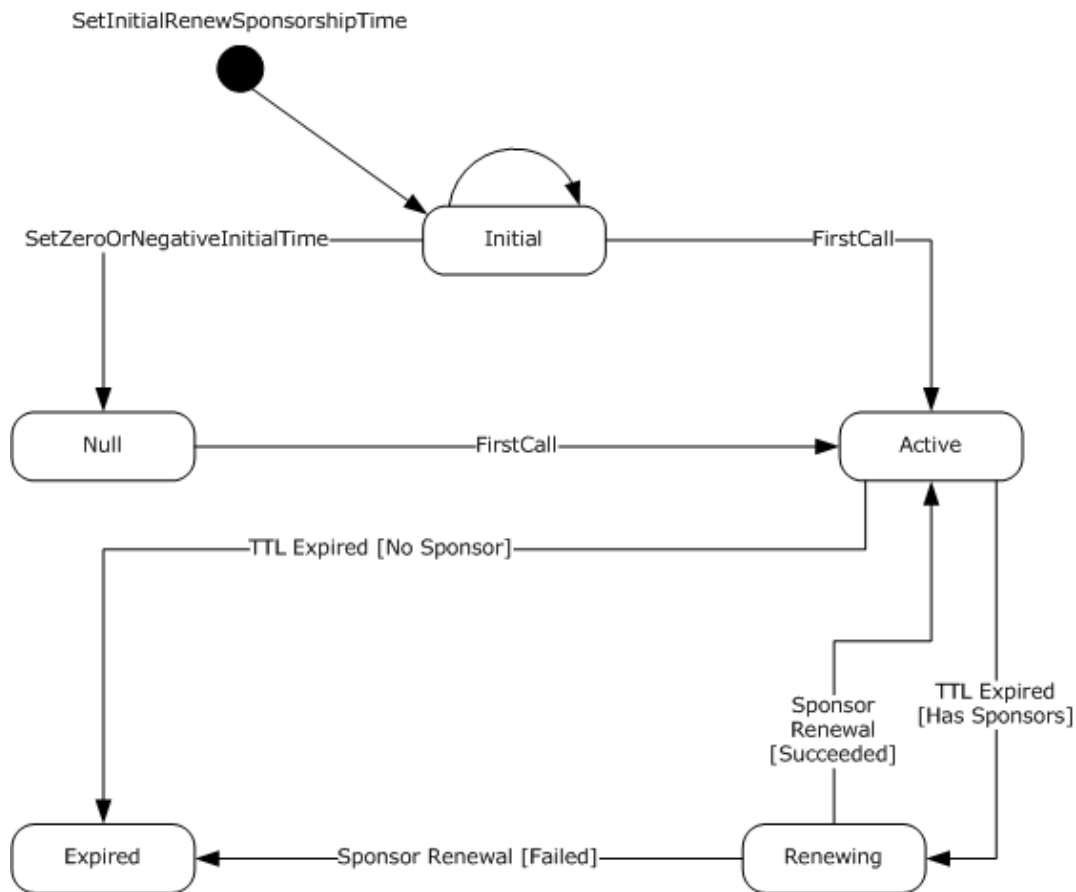 SetInitialRenewSponsorshipTime
Initial
SetZeroOrNegativeInitialTime
FirstCall
Null
FirstCall
Active
TTL Expired [No Sponsor]
Sponsor
Renewal
[Succeeded]
TTL Expired
[Has Sponsors]
Expired
Sponsor Renewal [Failed]
Renewing